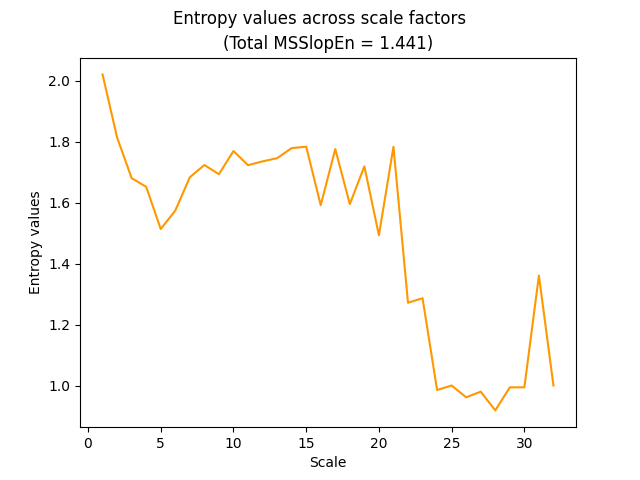 Entropy values across scale factors
(Total MSSlopEn = 1.441)
Entropy values
2.0
1.8
1.6
1.4
1.2
1.0
0 5 10 15 20 25 30
Scale